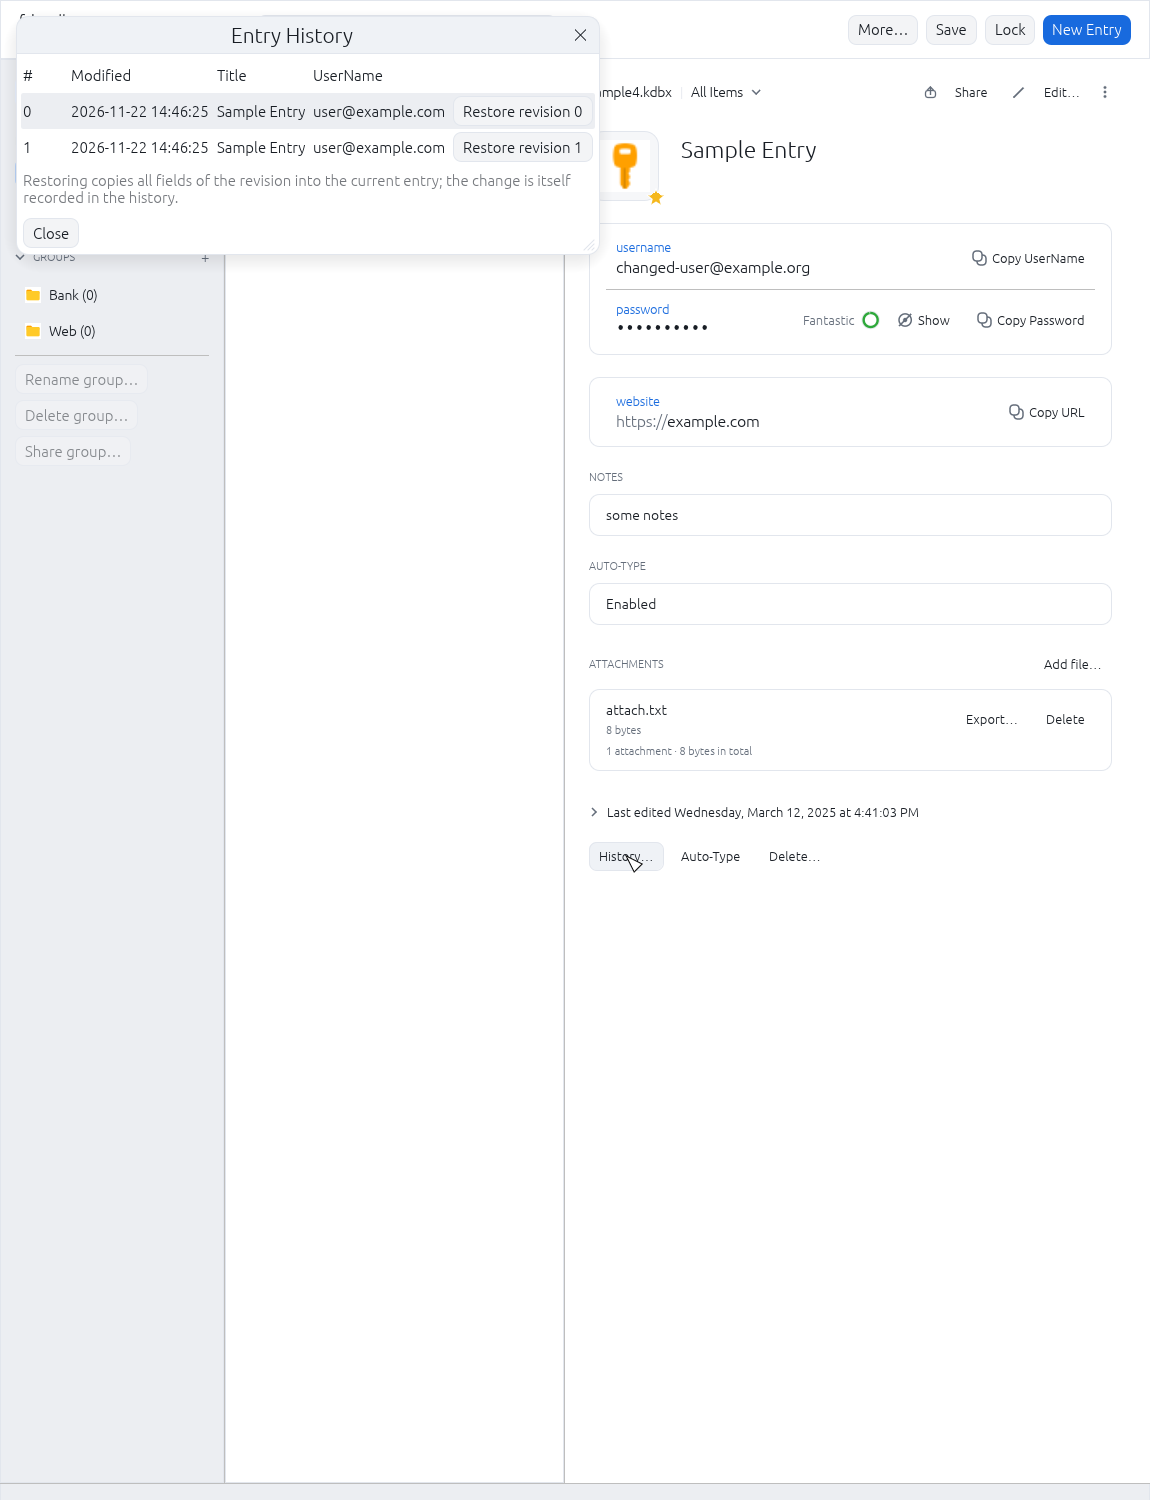 Entry History
# Modified Title UserName
0 2026-11-22 14:46:25 Sample Entry user@example.com Restore revision 0
1 2026-11-22 14:46:25 Sample Entry user@example.com Restore revision 1
Restoring copies all fields of the revision into the current entry; the change is itself
recorded in the history.
Close
More… Save Lock New Entry
All Items
Share Edit…
Sample Entry
GROUPS +
Bank (0)
Web (0)
Rename group…
Delete group…
Share group…
username
changed-user@example.org
Copy UserName
password
••••••••••
Fantastic Show Copy Password
website
https://example.com
Copy URL
NOTES
some notes
AUTO-TYPE
Enabled
ATTACHMENTS Add file…
attach.txt
8 bytes
1 attachment · 8 bytes in total
Export… Delete
Last edited Wednesday, March 12, 2025 at 4:41:03 PM
History… Auto-Type Delete…